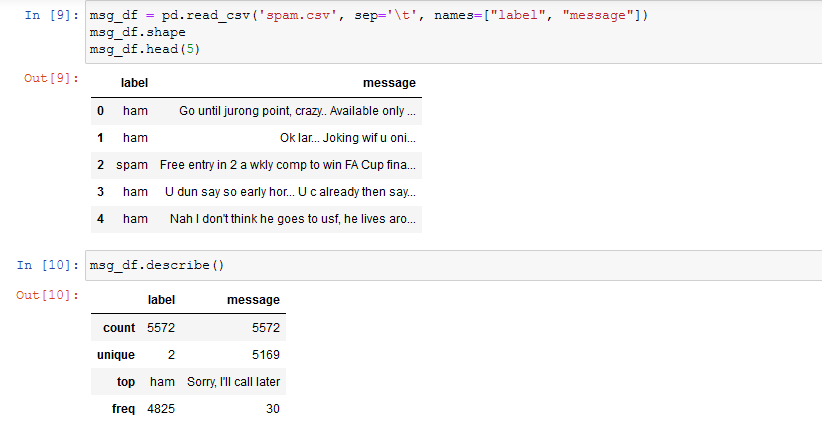 In [9]: msg_df = pd.read_csv('spam.csv', sep='\t', names=["label", "message"])
msg_df.shape
msg_df.head(5)
Out[9]:
label message
0 ham Go until jurong point, crazy.. Available only ...
1 ham Ok lar... Joking wif u oni...
2 spam Free entry in 2 a wkly comp to win FA Cup fina...
3 ham U dun say so early hor... U c already then say...
4 ham Nah I don't think he goes to usf, he lives aro...
In [10]: msg_df.describe()
Out[10]:
label message
count 5572 5572
unique 2 5169
top ham Sorry, I'll call later
freq 4825 30